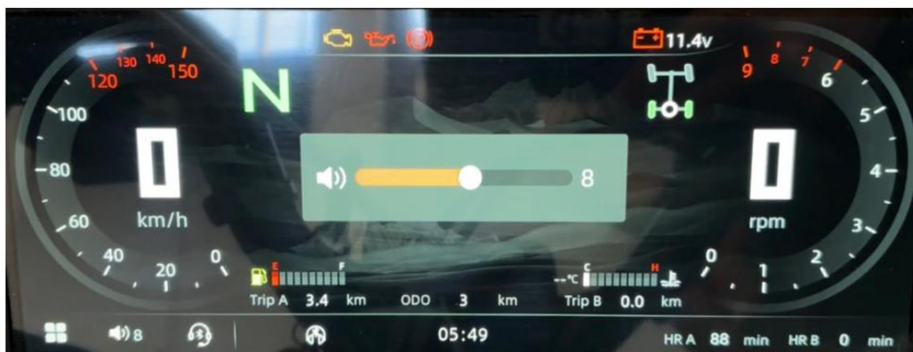 11.4v
120 130 140 150
9 8 7 6
N
100
5
80
0
8
0
4
60
km/h
rpm
3
40 20 0
E F
--°C
C H
0 1 2
Trip A 3.4 km ODO 3 km Trip B 0.0 km
8
05:49
HR A 88 min HR B 0 min